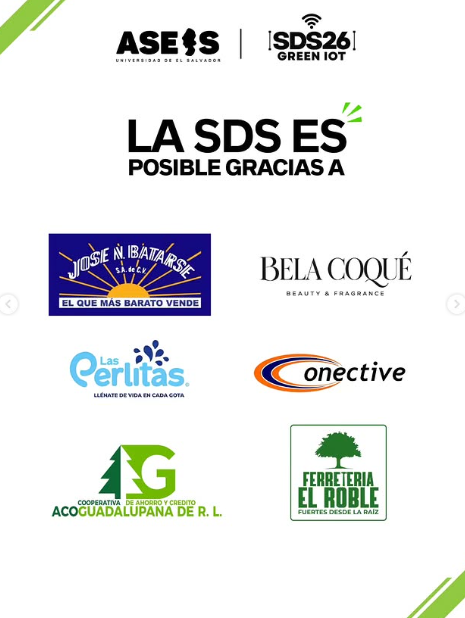 ASEIS
UNIVERSIDAD DE EL SALVADOR
SDS26
GREEN IOT
LA SDS ES
POSIBLE GRACIAS A
JOSE N. BATARSE
S.A. de C.V.
EL QUE MÁS BARATO VENDE
BELA COQUÉ
BEAUTY & FRAGRANCE
Las
Perlitas
LLÉNATE DE VIDA EN CADA GOTA
Conective
G
COOPERATIVA DE AHORRO Y CRÉDITO
ACOGUADALUPANA DE R. L.
FERRETERIA
EL ROBLE
FUERTES DESDE LA RAÍZ